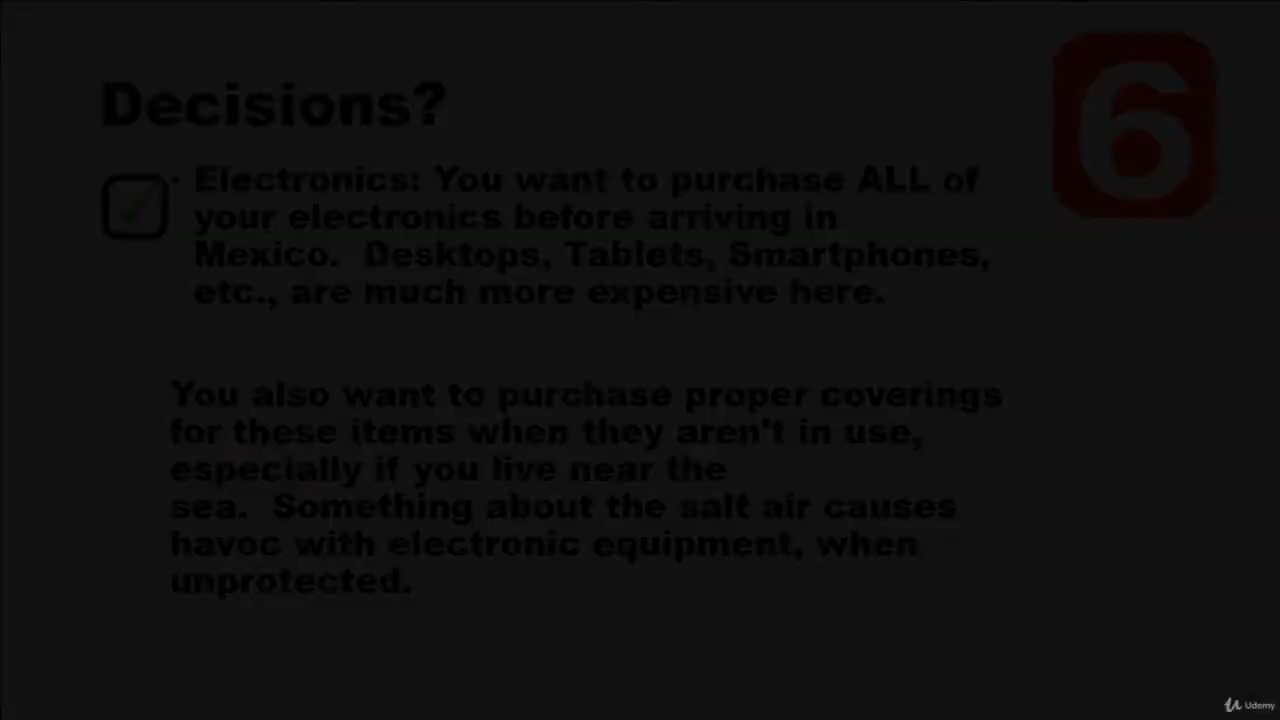 6
Decisions?
· Electronics: You want to purchase ALL of
your electronics before arriving in
Mexico.  Desktops, Tablets, Smartphones,
etc., are much more expensive here.
You also want to purchase proper coverings
for these items when they aren't in use,
especially if you live near the
sea.  Something about the salt air causes
havoc with electronic equipment, when
unprotected.
Udemy